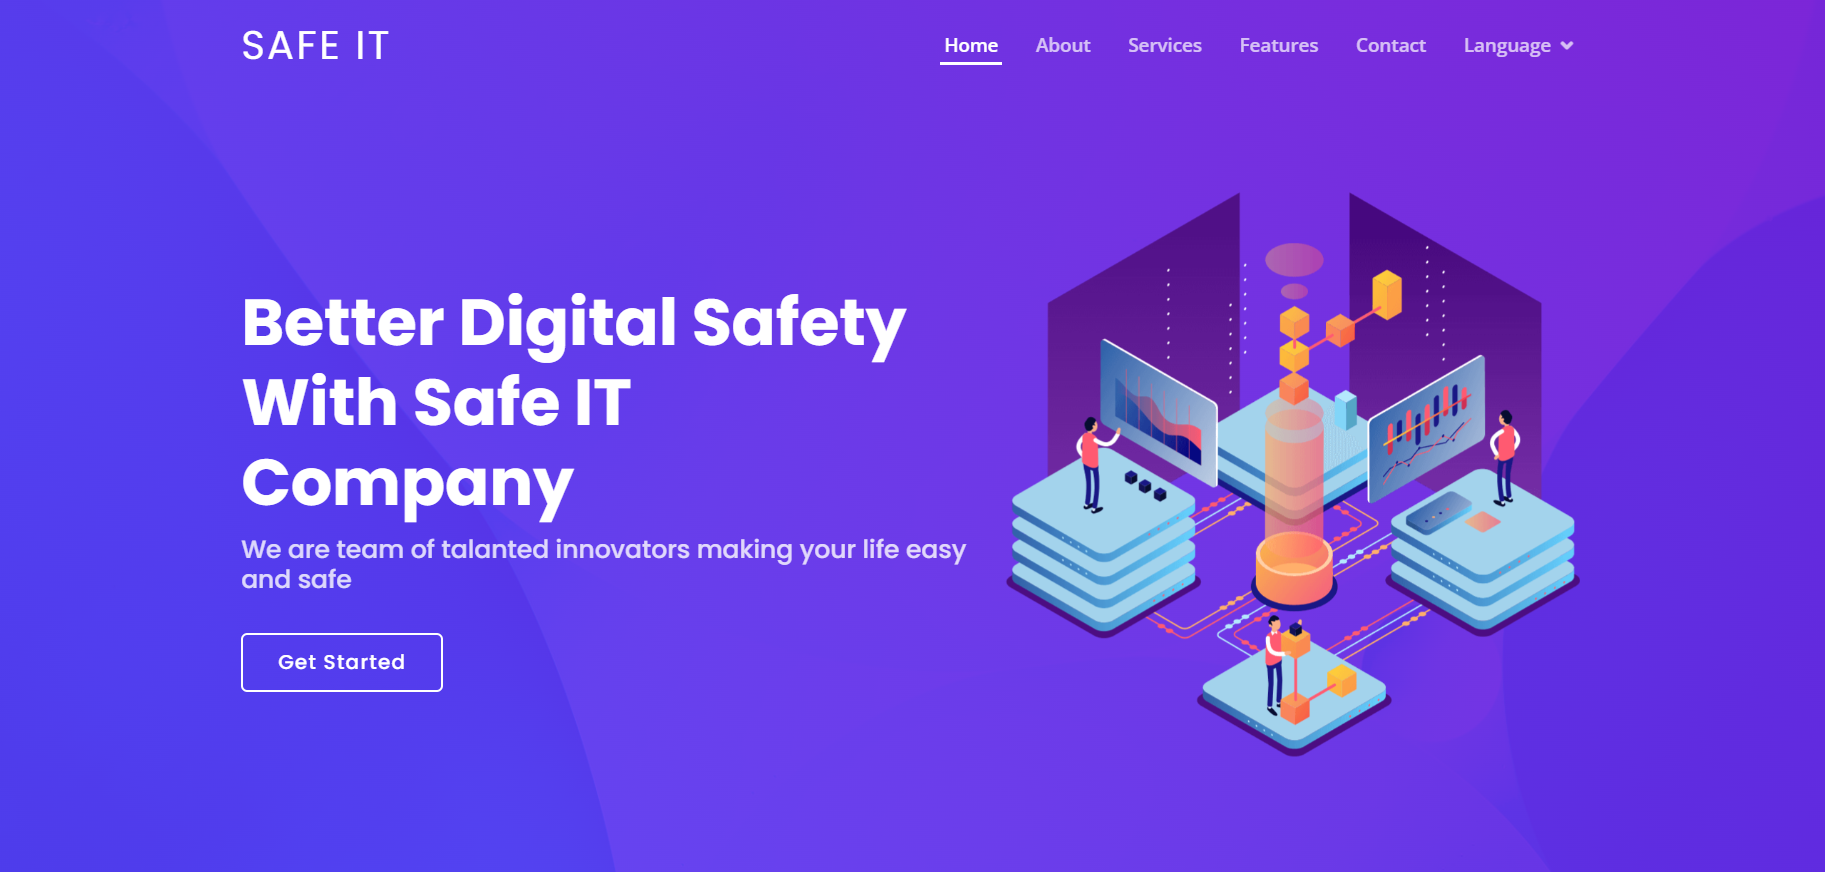 SAFE IT
Home About Services Features Contact Language
Better Digital Safety
With Safe IT
Company
We are team of talanted innovators making your life easy
and safe
Get Started